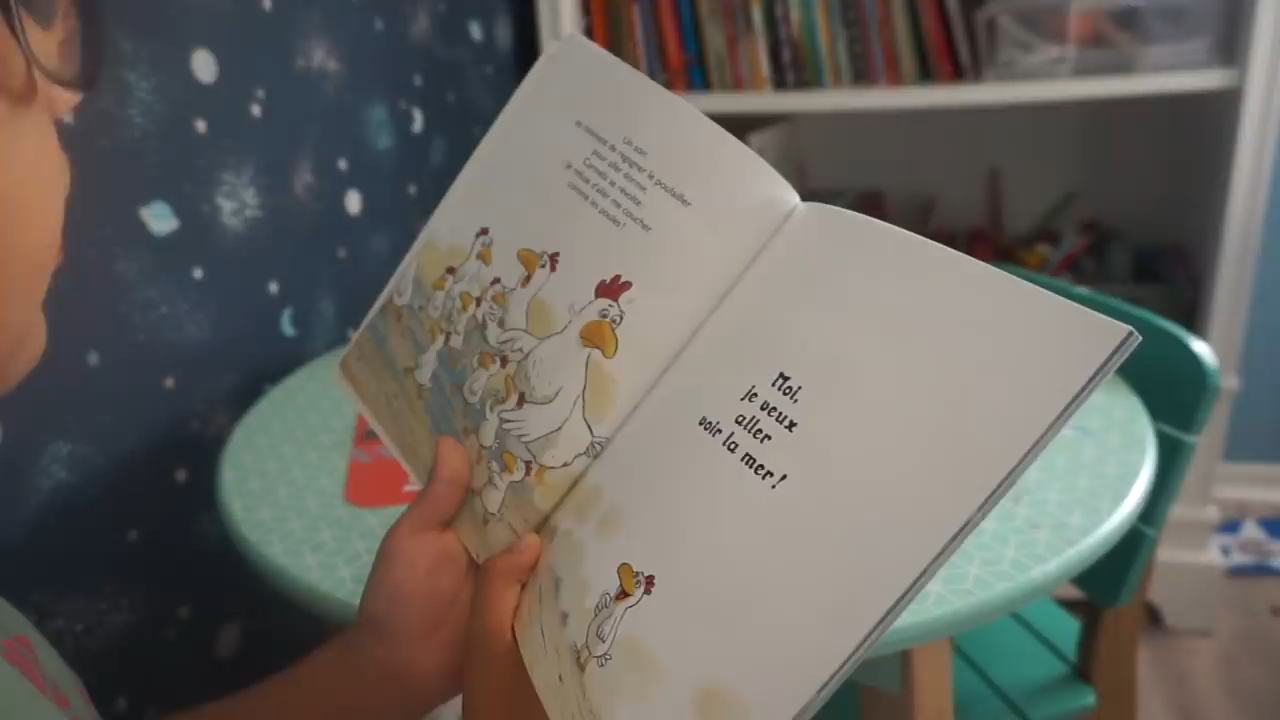 Un soir,
au moment de regagner le poulailler
pour aller dormir,
Carméla se révolte:
je refuse d'aller me coucher
comme les poules !
Moi,
je veux
aller
voir la mer !